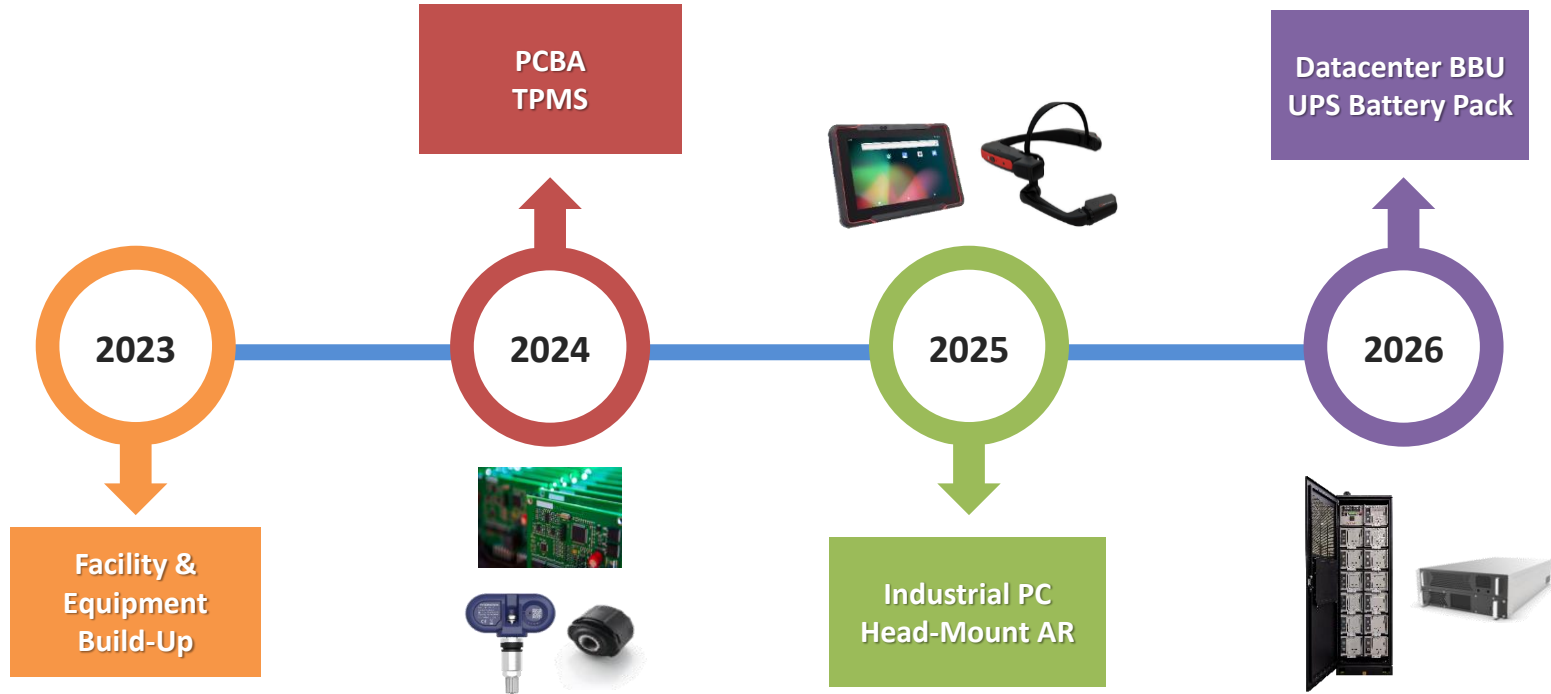 PCBA
TPMS
Datacenter BBU
UPS Battery Pack
2023
2024
2025
2026
Facility &
Equipment
Build-Up
Industrial PC
Head-Mount AR